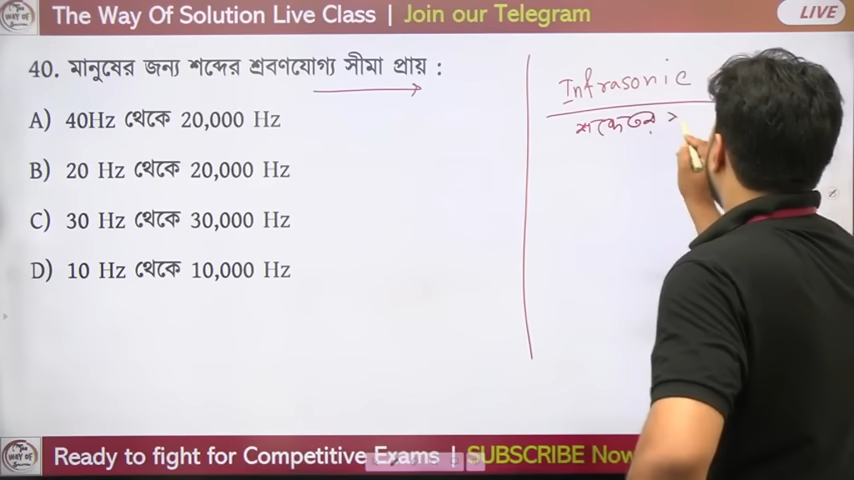 The Way Of Solution Live Class | Join our Telegram
LIVE
40. মানুষের জন্য শব্দের শ্রবণযোগ্য সীমা প্রায় :
A) 40Hz থেকে 20,000 Hz
B) 20 Hz থেকে 20,000 Hz
C) 30 Hz থেকে 30,000 Hz
D) 10 Hz থেকে 10,000 Hz
Infrasonic
Ready to fight for Competitive Exams | SUBSCRIBE Now